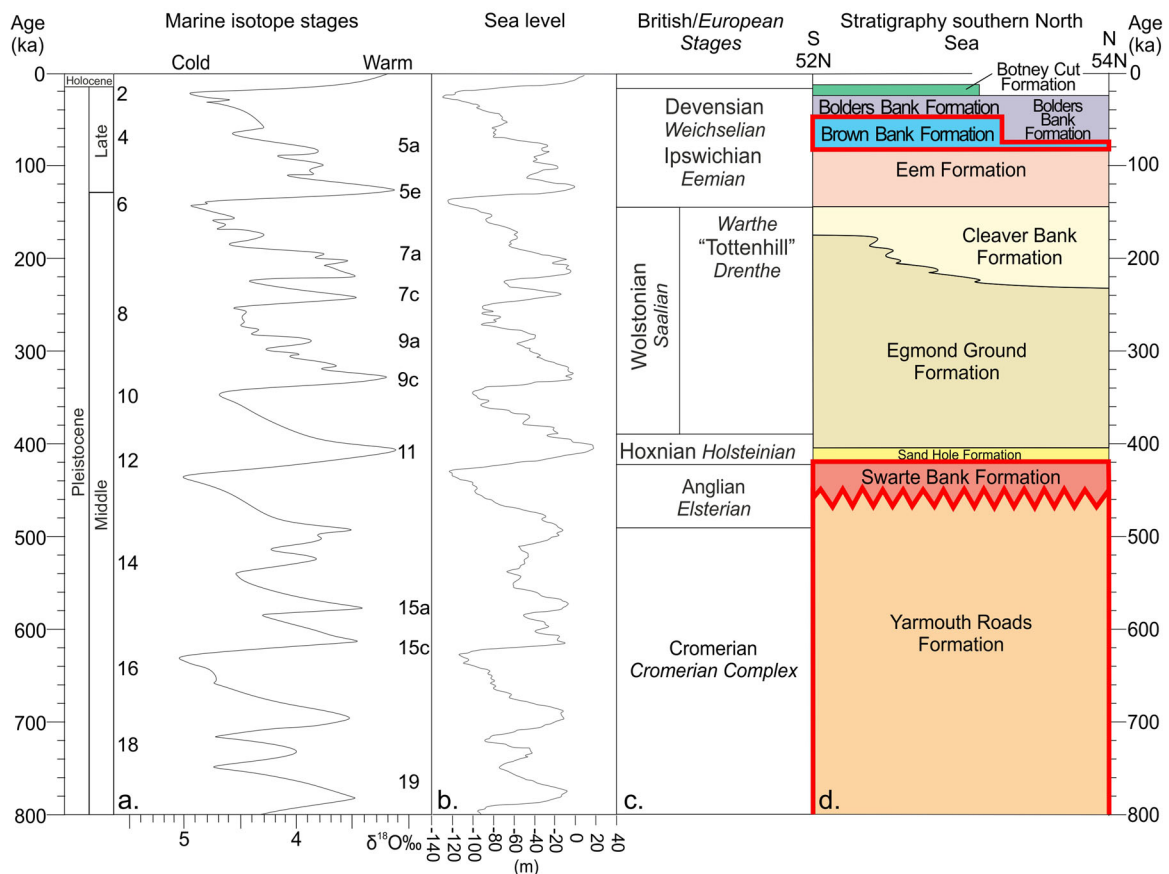 Age
(ka)
Marine isotope stages
Sea level
British/European
Stages
Stratigraphy southern North
Sea
Age
(ka)
Cold
Warm
S
52N
N
54N
0
100
200
300
400
500
600
700
800
Pleistocene
Holocene
Late
Middle
2
4
5a
5e
6
7a
7c
8
9a
9c
10
11
12
14
15a
15c
16
18
19
a.
5
4
δ¹⁸O‰
b.
-140
-120
-100
-80
-60
-40
-20
0
20
40
(m)
Devensian
Weichselian
Ipswichian
Eemian
Wolstonian
Saalian
Warthe
“Tottenhill”
Drenthe
Hoxnian Holsteinian
Anglian
Elsterian
Cromerian
Cromerian Complex
c.
Botney Cut
Formation
Bolders Bank Formation
Bolders
Bank
Formation
Brown Bank Formation
Eem Formation
Cleaver Bank
Formation
Egmond Ground
Formation
Sand Hole Formation
Swarte Bank Formation
Yarmouth Roads
Formation
d.
0
100
200
300
400
500
600
700
800